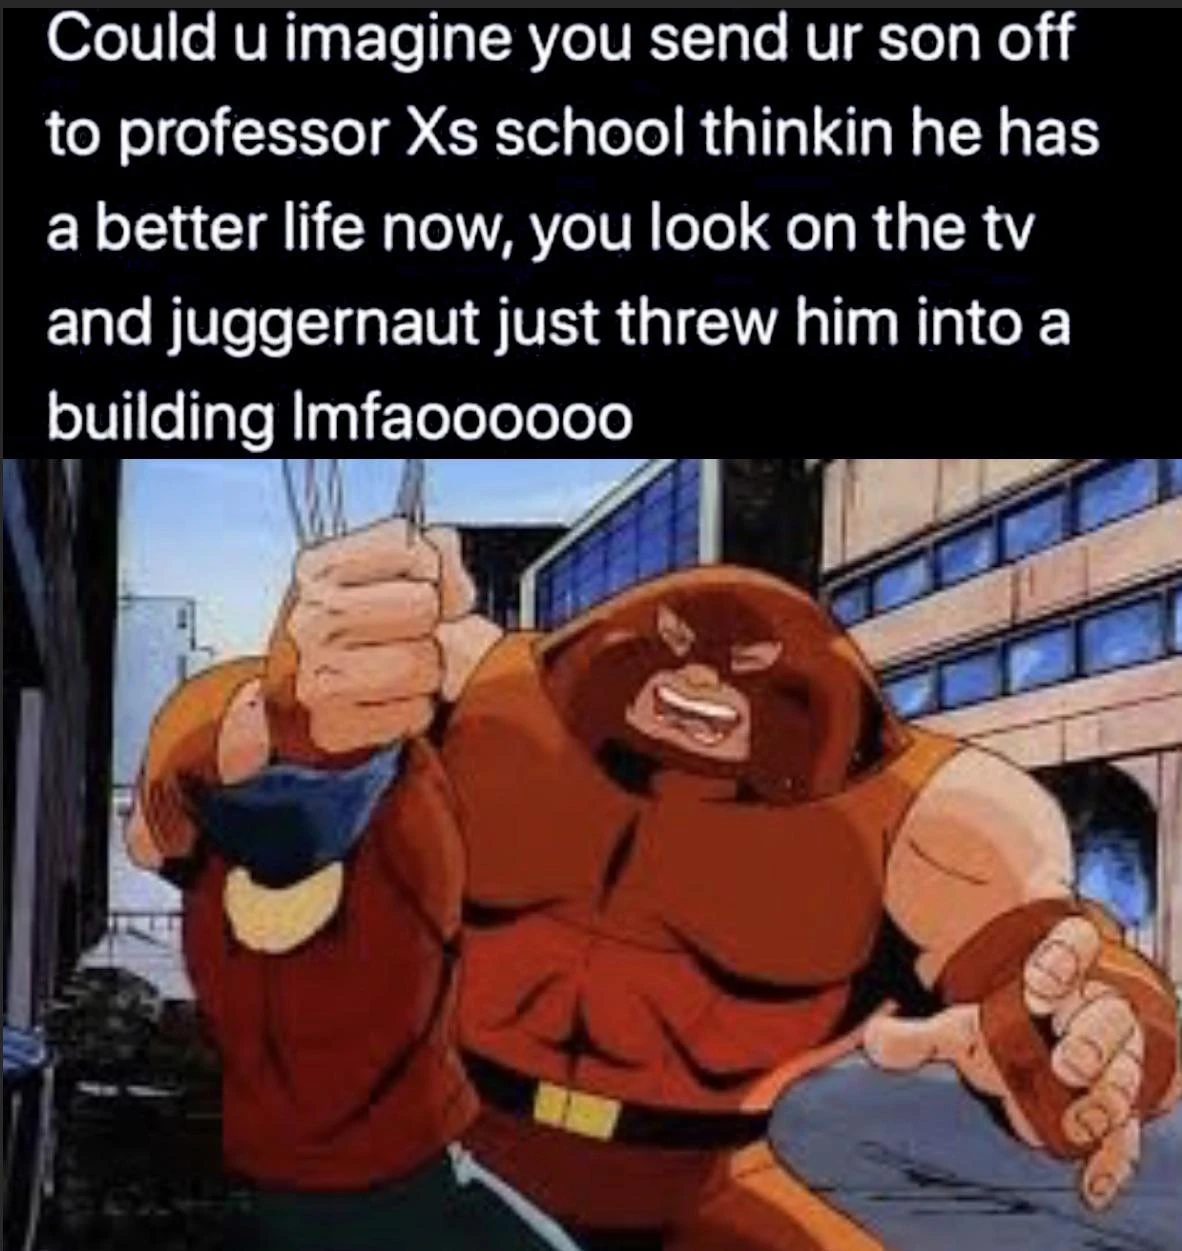 Could u imagine you send ur son off
to professor Xs school thinkin he has
a better life now, you look on the tv
and juggernaut just threw him into a
building lmfaoooooo